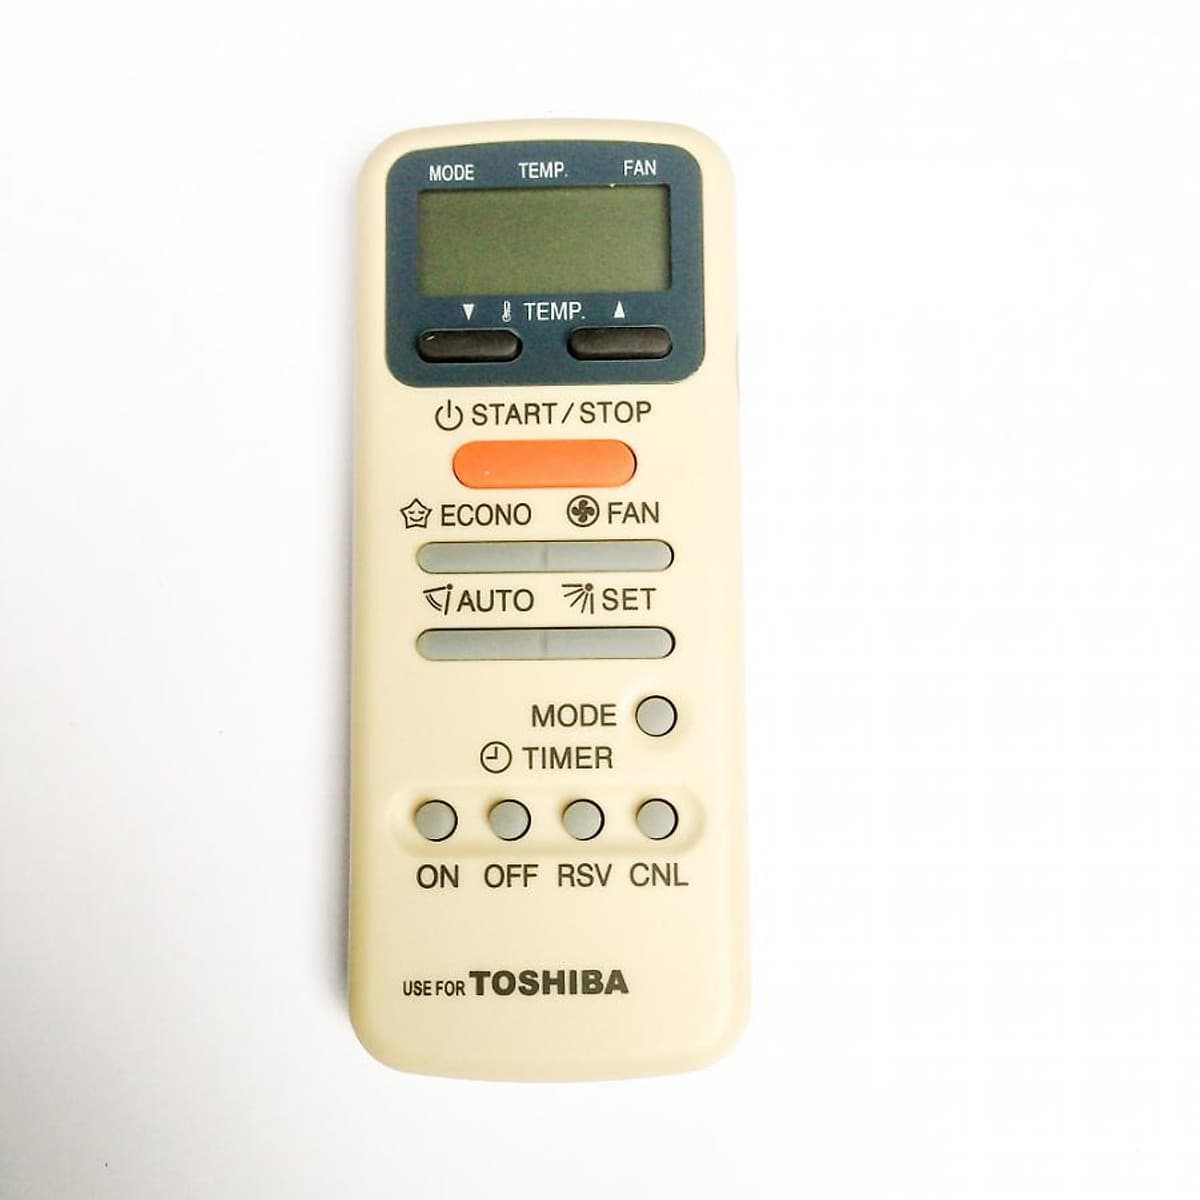 MODE TEMP. FAN
▼ TEMP. ▲
START/STOP
ECONO FAN
AUTO SET
MODE
TIMER
ON OFF RSV CNL
USE FOR TOSHIBA